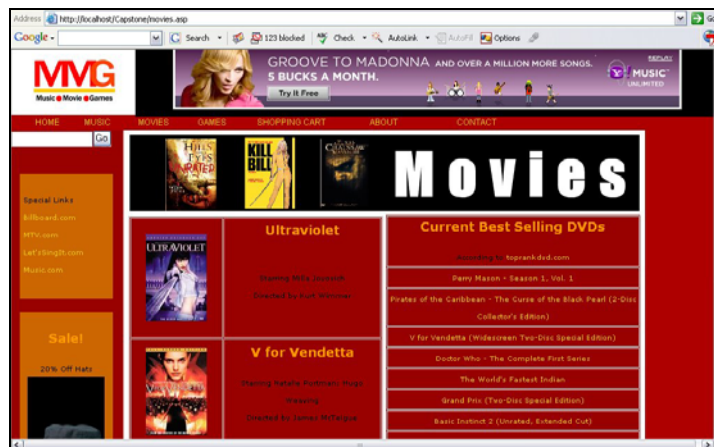 Address http://localhost/Capstone/movies.asp
Google Search 123 blocked Check AutoLink AutoFill Options
MMG
Music Movie Games
GROOVE TO MADONNA AND OVER A MILLION MORE SONGS.
5 BUCKS A MONTH.
Try It Free
REPLAY
Y! MUSIC
UNLIMITED
HOME MUSIC MOVIES GAMES SHOPPING CART ABOUT CONTACT
Go
HILLS EYES
UNRATED
KILL BILL
Movies
Special Links
billboard.com
MTV.com
Let'sSingIt.com
Music.com
Sale!
20% Off Hats
ULTRAVIOLET
Ultraviolet
Starring Milla Jovovich
Directed by Kurt Wimmer
V for Vendetta
Starring Natalie Portman, Hugo
Weaving
Directed by James McTeigue
Current Best Selling DVDs
According to toprankdvd.com
Perry Mason - Season 1, Vol. 1
Pirates of the Caribbean - The Curse of the Black Pearl (2-Disc
Collector's Edition)
V for Vendetta (Widescreen Two-Disc Special Edition)
Doctor Who - The Complete First Series
The World's Fastest Indian
Grand Prix (Two-Disc Special Edition)
Basic Instinct 2 (Unrated, Extended Cut)